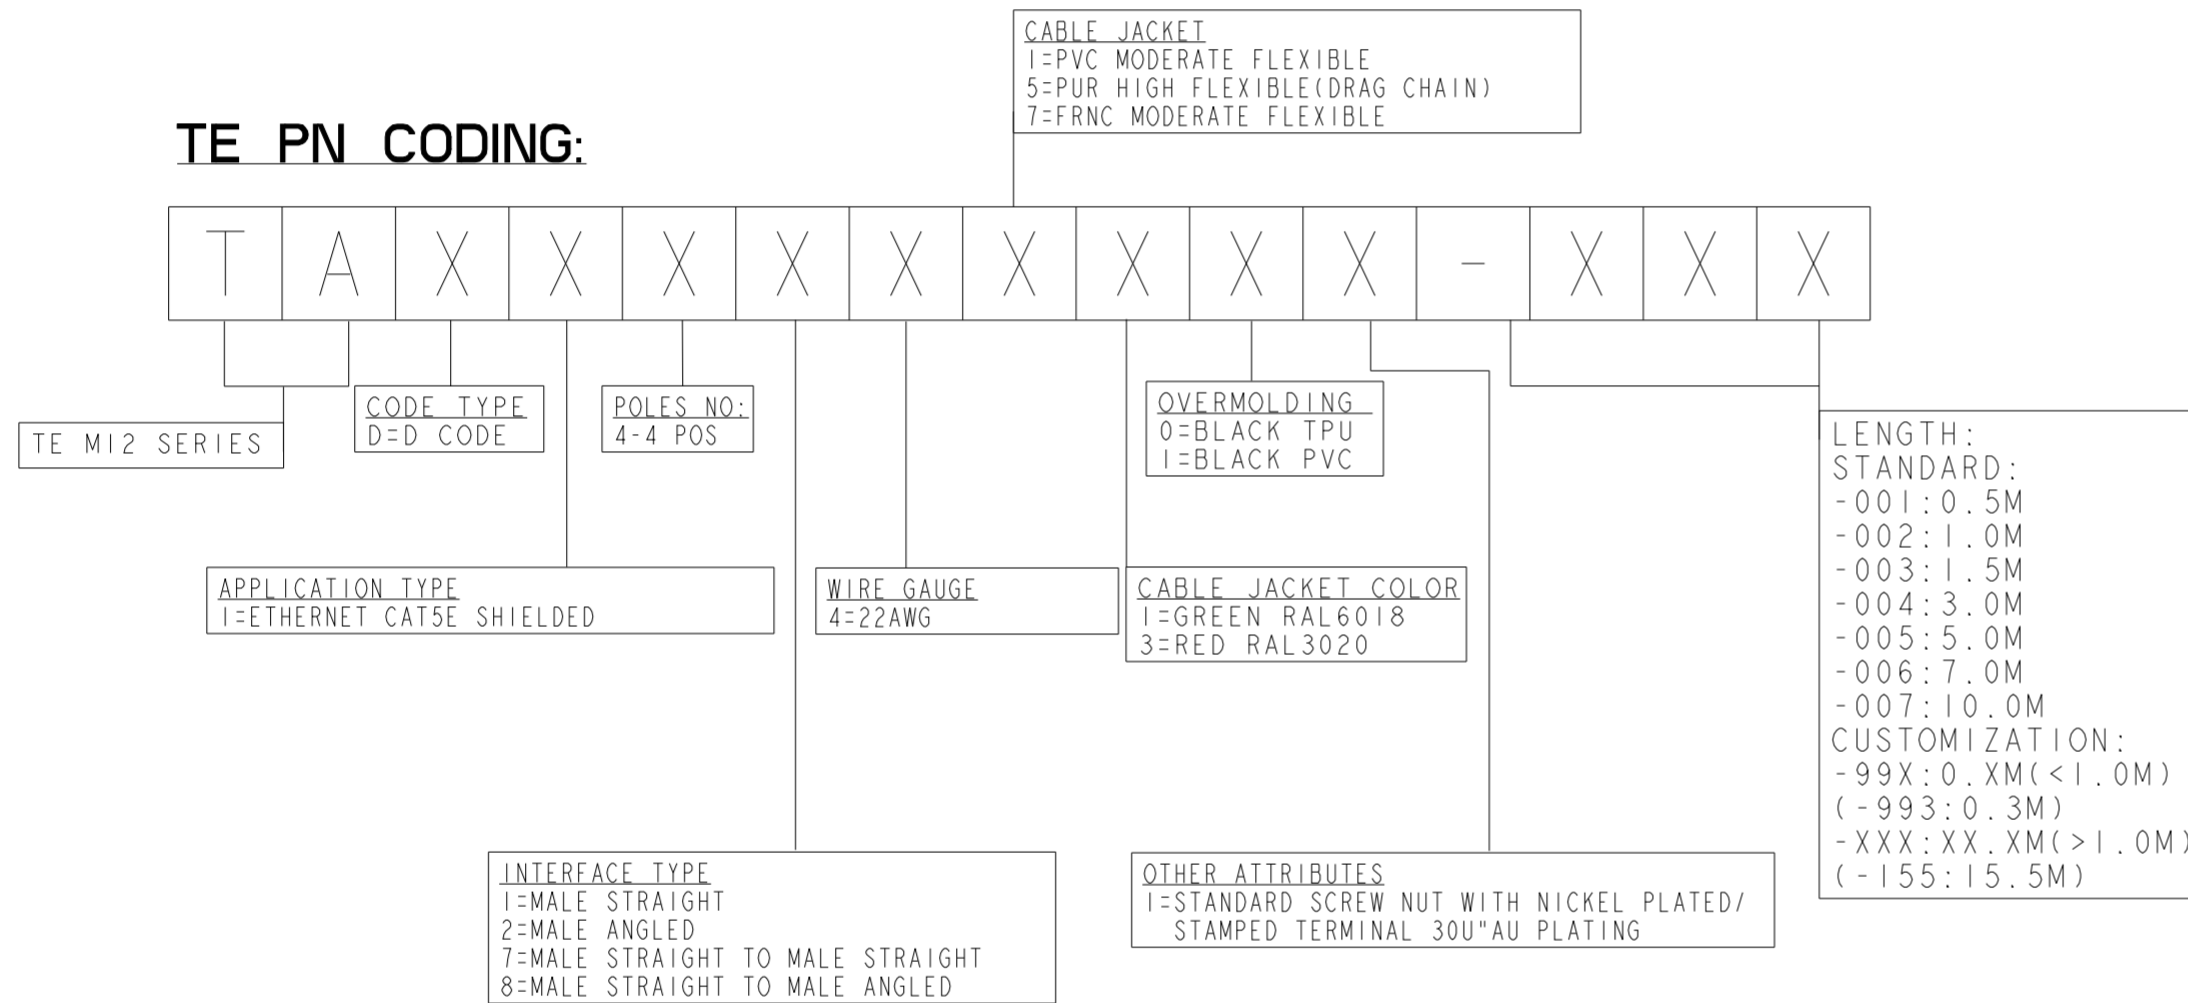 CABLE JACKET
1=PVC MODERATE FLEXIBLE
5=PUR HIGH FLEXIBLE(DRAG CHAIN)
7=FRNC MODERATE FLEXIBLE
TE PN CODING:
T A X X X X X X X X X - X X X
TE M12 SERIES
CODE TYPE
D=D CODE
POLES NO:
4-4 POS
OVERMOLDING
0=BLACK TPU
1=BLACK PVC
APPLICATION TYPE
1=ETHERNET CAT5E SHIELDED
WIRE GAUGE
4=22AWG
CABLE JACKET COLOR
1=GREEN RAL6018
3=RED RAL3020
LENGTH:
STANDARD:
-001:0.5M
-002:1.0M
-003:1.5M
-004:3.0M
-005:5.0M
-006:7.0M
-007:10.0M
CUSTOMIZATION:
-99X:0.XM(<1.0M)
(-993:0.3M)
-XXX:XX.XM(>1.0M)
(-155:15.5M)
INTERFACE TYPE
1=MALE STRAIGHT
2=MALE ANGLED
7=MALE STRAIGHT TO MALE STRAIGHT
8=MALE STRAIGHT TO MALE ANGLED
OTHER ATTRIBUTES
1=STANDARD SCREW NUT WITH NICKEL PLATED/
STAMPED TERMINAL 30U"AU PLATING